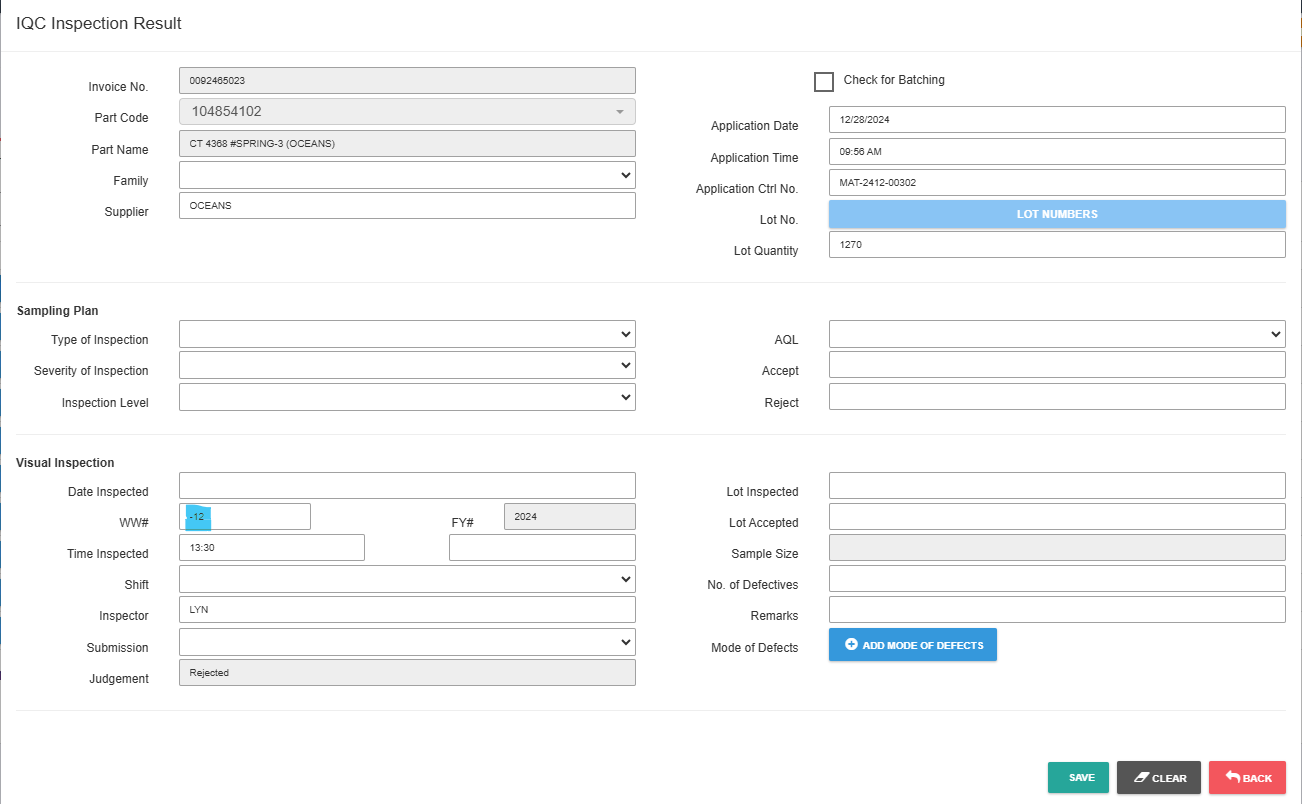 IQC Inspection Result
Invoice No. 0092465023
Part Code 104854102
Part Name CT 4368 #SPRING-3 (OCEANS)
Family
Supplier OCEANS
Check for Batching
Application Date 12/28/2024
Application Time 09:56 AM
Application Ctrl No. MAT-2412-00302
Lot No. LOT NUMBERS
Lot Quantity 1270
Sampling Plan
Type of Inspection
Severity of Inspection
Inspection Level
AQL
Accept
Reject
Visual Inspection
Date Inspected
WW# -12 FY# 2024
Time Inspected 13:30
Shift
Inspector LYN
Submission
Judgement Rejected
Lot Inspected
Lot Accepted
Sample Size
No. of Defectives
Remarks
Mode of Defects ADD MODE OF DEFECTS
SAVE CLEAR BACK